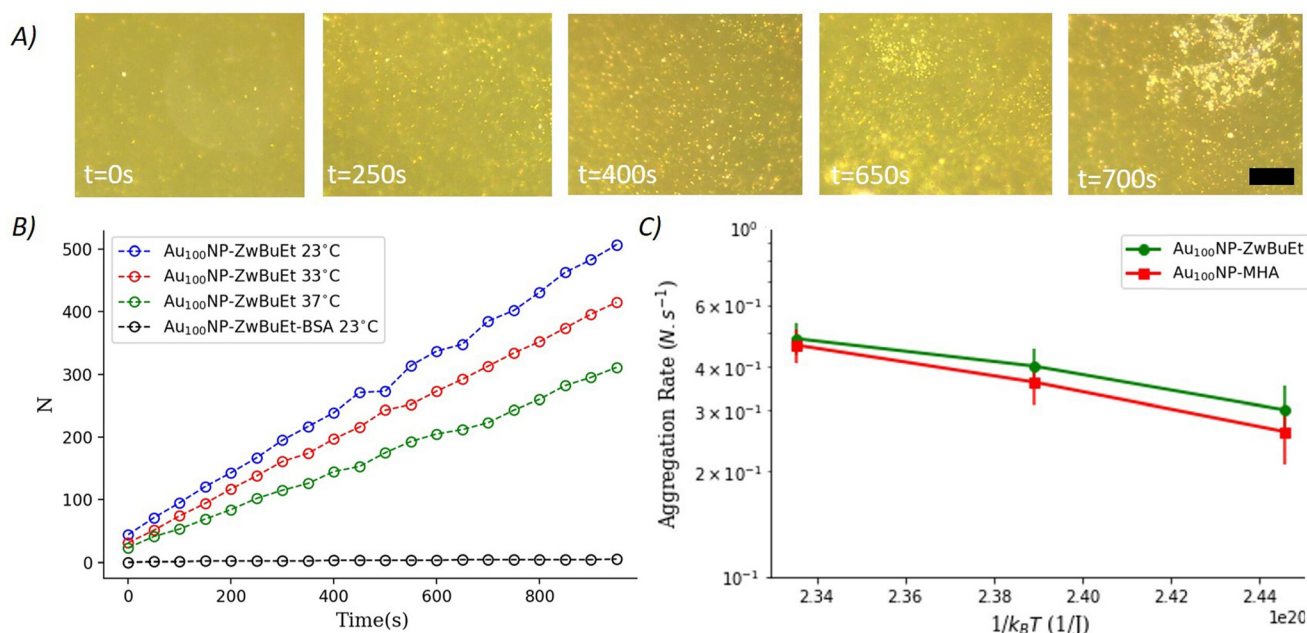 A)
t=0s
t=250s
t=400s
t=650s
t=700s
B)
500
400
300
200
100
0
N
Au₁₀₀NP-ZwBuEt 23°C
Au₁₀₀NP-ZwBuEt 33°C
Au₁₀₀NP-ZwBuEt 37°C
Au₁₀₀NP-ZwBuEt-BSA 23°C
0 200 400 600 800
Time(s)
C)
10⁰
6 × 10⁻¹
4 × 10⁻¹
3 × 10⁻¹
2 × 10⁻¹
10⁻¹
Aggregation Rate (N.s⁻¹)
Au₁₀₀NP-ZwBuEt
Au₁₀₀NP-MHA
2.34 2.36 2.38 2.40 2.42 2.44
1e20
1/k_BT (1/J)